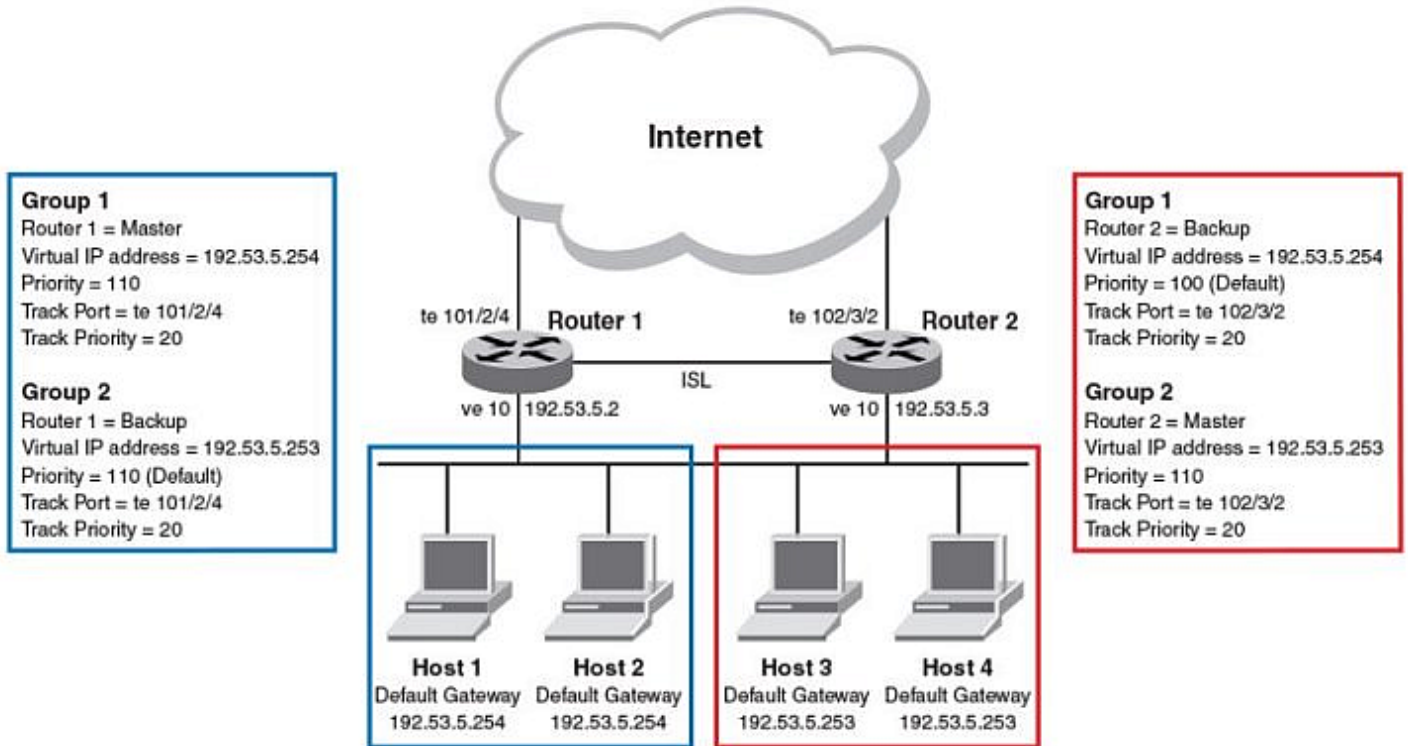 Internet
Group 1
Router 1 = Master
Virtual IP address = 192.53.5.254
Priority = 110
Track Port = te 101/2/4
Track Priority = 20
Group 2
Router 1 = Backup
Virtual IP address = 192.53.5.253
Priority = 110 (Default)
Track Port = te 101/2/4
Track Priority = 20
Group 1
Router 2 = Backup
Virtual IP address = 192.53.5.254
Priority = 100 (Default)
Track Port = te 102/3/2
Track Priority = 20
Group 2
Router 2 = Master
Virtual IP address = 192.53.5.253
Priority = 110
Track Port = te 102/3/2
Track Priority = 20
te 101/2/4
Router 1
te 102/3/2
Router 2
ISL
ve 10
192.53.5.2
ve 10
192.53.5.3
Host 1
Default Gateway
192.53.5.254
Host 2
Default Gateway
192.53.5.254
Host 3
Default Gateway
192.53.5.253
Host 4
Default Gateway
192.53.5.253